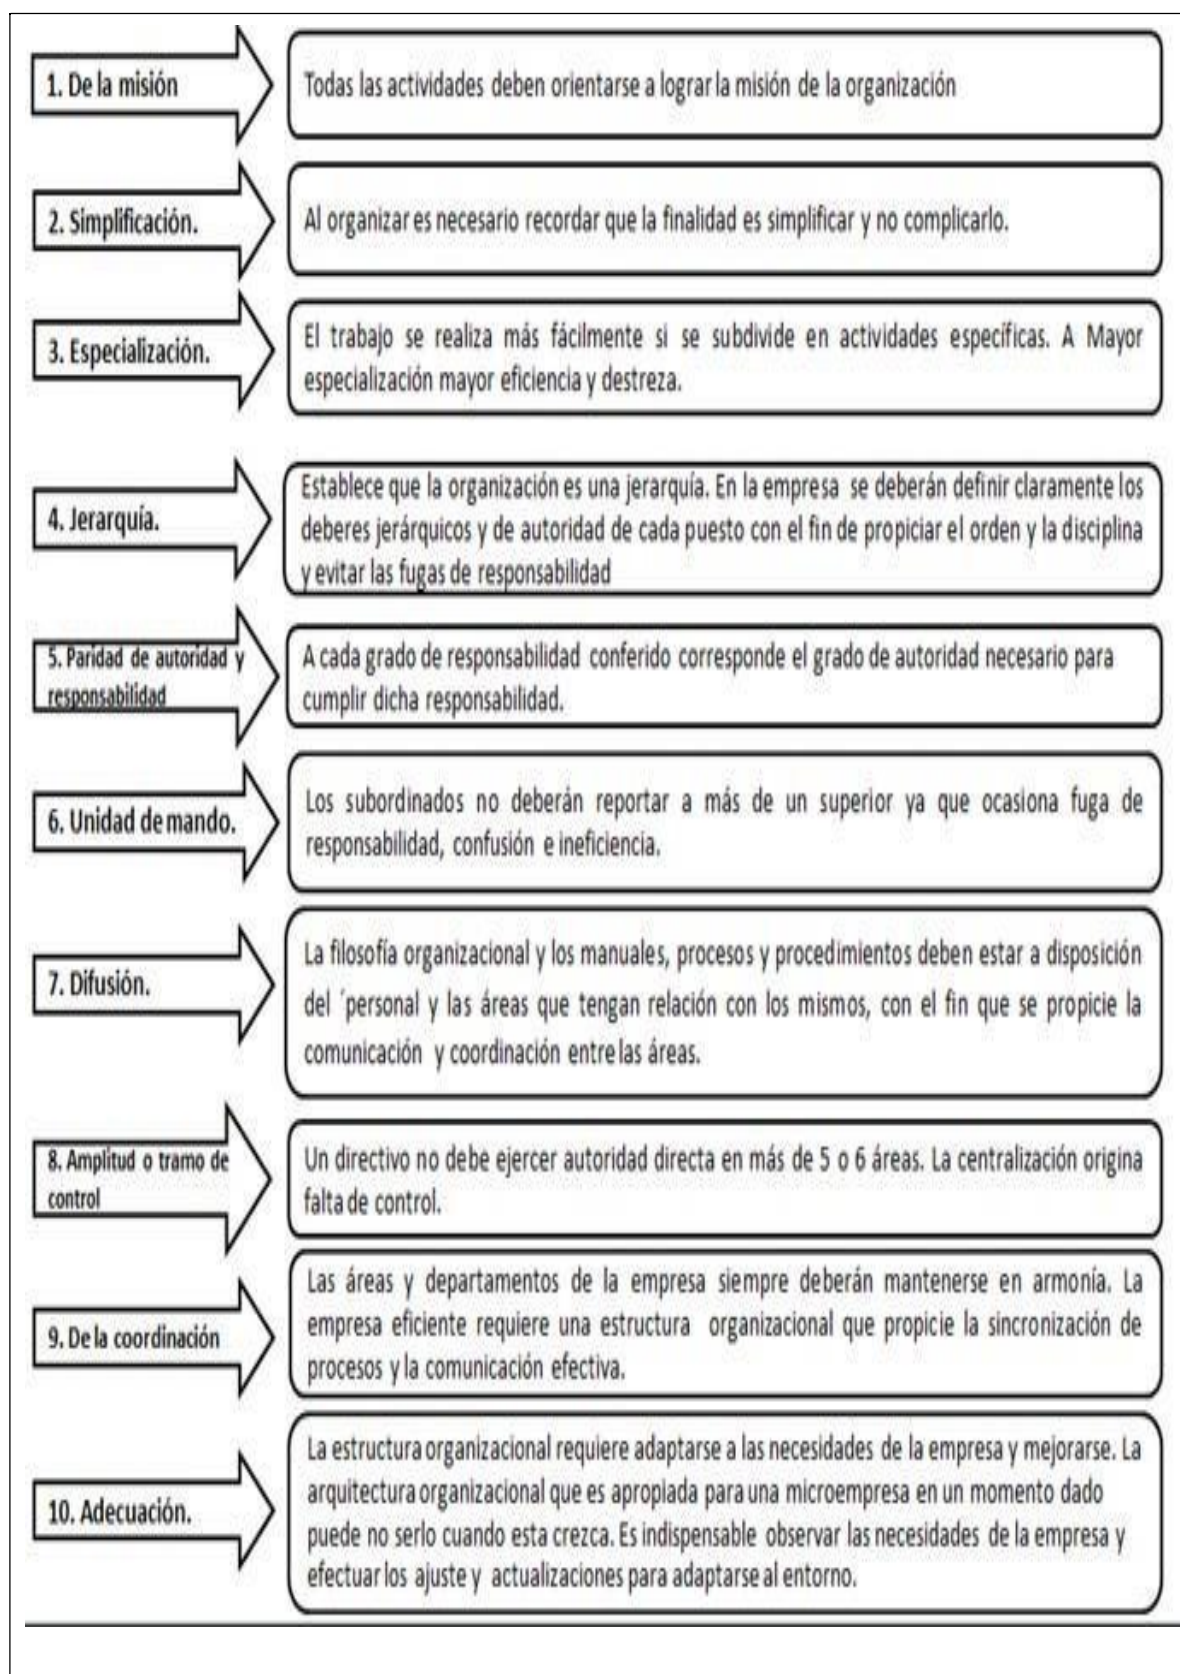 1. De la misión
Todas las actividades deben orientarse a lograr la misión de la organización
2. Simplificación.
Al organizar es necesario recordar que la finalidad es simplificar y no complicarlo.
3. Especialización.
El trabajo se realiza más fácilmente si se subdivide en actividades específicas. A Mayor
especialización mayor eficiencia y destreza.
4. Jerarquía.
Establece que la organización es una jerarquía. En la empresa se deberán definir claramente los
deberes jerárquicos y de autoridad de cada puesto con el fin de propiciar el orden y la disciplina
y evitar las fugas de responsabilidad
5. Paridad de autoridad y
responsabilidad
A cada grado de responsabilidad conferido corresponde el grado de autoridad necesario para
cumplir dicha responsabilidad.
6. Unidad de mando.
Los subordinados no deberán reportar a más de un superior ya que ocasiona fuga de
responsabilidad, confusión e ineficiencia.
7. Difusión.
La filosofía organizacional y los manuales, procesos y procedimientos deben estar a disposición
del ´personal y las áreas que tengan relación con los mismos, con el fin que se propicie la
comunicación y coordinación entre las áreas.
8. Amplitud o tramo de
control
Un directivo no debe ejercer autoridad directa en más de 5 o 6 áreas. La centralización origina
falta de control.
9. De la coordinación
Las áreas y departamentos de la empresa siempre deberán mantenerse en armonía. La
empresa eficiente requiere una estructura organizacional que propicie la sincronización de
procesos y la comunicación efectiva.
10. Adecuación.
La estructura organizacional requiere adaptarse a las necesidades de la empresa y mejorarse. La
arquitectura organizacional que es apropiada para una microempresa en un momento dado
puede no serlo cuando esta crezca. Es indispensable observar las necesidades de la empresa y
efectuar los ajuste y actualizaciones para adaptarse al entorno.